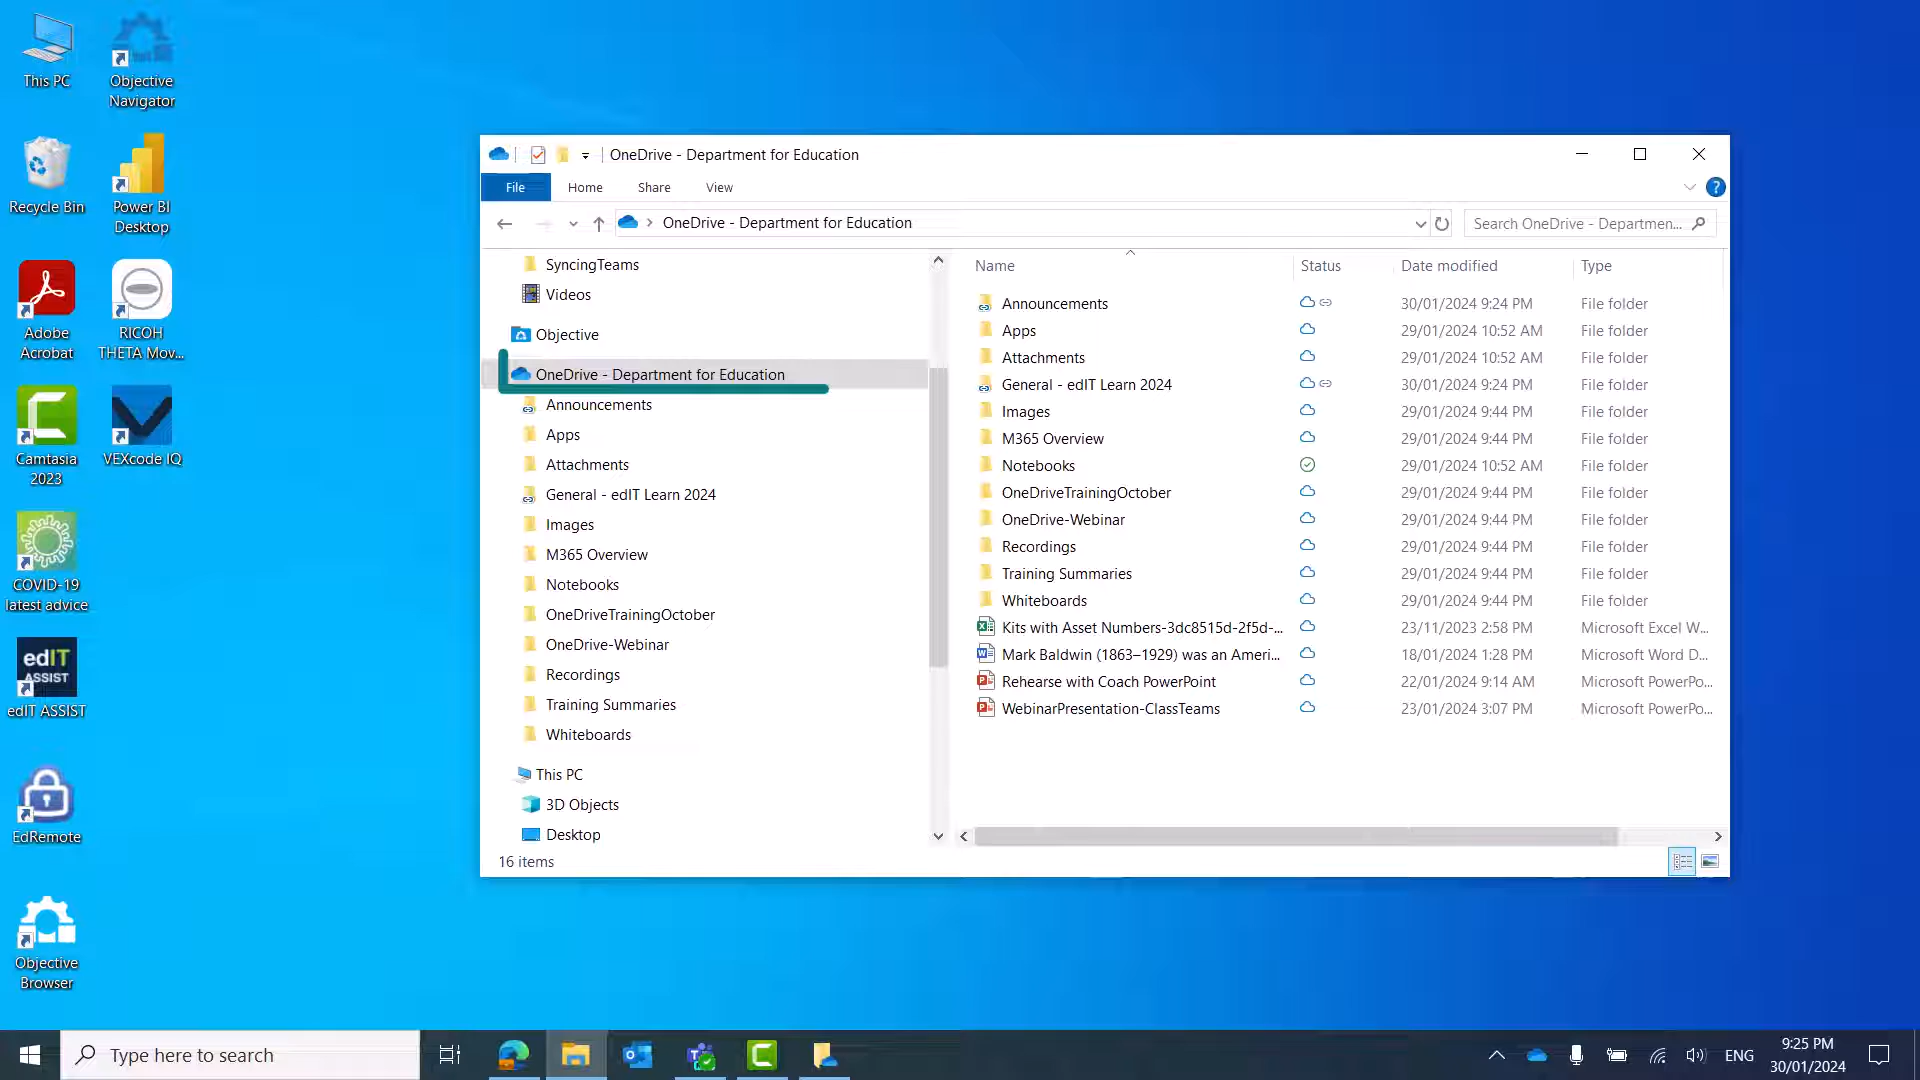 This PC
Objective
Navigator
Recycle Bin
Power BI
Desktop
Adobe
Acrobat
RICOH
THETA Mov...
Camtasia
2023
VEXcode IQ
COVID-19
latest advice
edIT
ASSIST
edIT ASSIST
EdRemote
Objective
Browser
OneDrive - Department for Education
File Home Share View
OneDrive - Department for Education
Search OneDrive - Departmen...
SyncingTeams
Videos
Objective
OneDrive - Department for Education
Announcements
Apps
Attachments
General - edIT Learn 2024
Images
M365 Overview
Notebooks
OneDriveTrainingOctober
OneDrive-Webinar
Recordings
Training Summaries
Whiteboards
This PC
3D Objects
Desktop
Name Status Date modified Type
Announcements 30/01/2024 9:24 PM File folder
Apps 29/01/2024 10:52 AM File folder
Attachments 29/01/2024 10:52 AM File folder
General - edIT Learn 2024 30/01/2024 9:24 PM File folder
Images 29/01/2024 9:44 PM File folder
M365 Overview 29/01/2024 9:44 PM File folder
Notebooks 29/01/2024 10:52 AM File folder
OneDriveTrainingOctober 29/01/2024 9:44 PM File folder
OneDrive-Webinar 29/01/2024 9:44 PM File folder
Recordings 29/01/2024 9:44 PM File folder
Training Summaries 29/01/2024 9:44 PM File folder
Whiteboards 29/01/2024 9:44 PM File folder
Kits with Asset Numbers-3dc8515d-2f5d-... 23/11/2023 2:58 PM Microsoft Excel W...
Mark Baldwin (1863–1929) was an Ameri... 18/01/2024 1:28 PM Microsoft Word D...
Rehearse with Coach PowerPoint 22/01/2024 9:14 AM Microsoft PowerPo...
WebinarPresentation-ClassTeams 23/01/2024 3:07 PM Microsoft PowerPo...
16 items
Type here to search
ENG
9:25 PM
30/01/2024